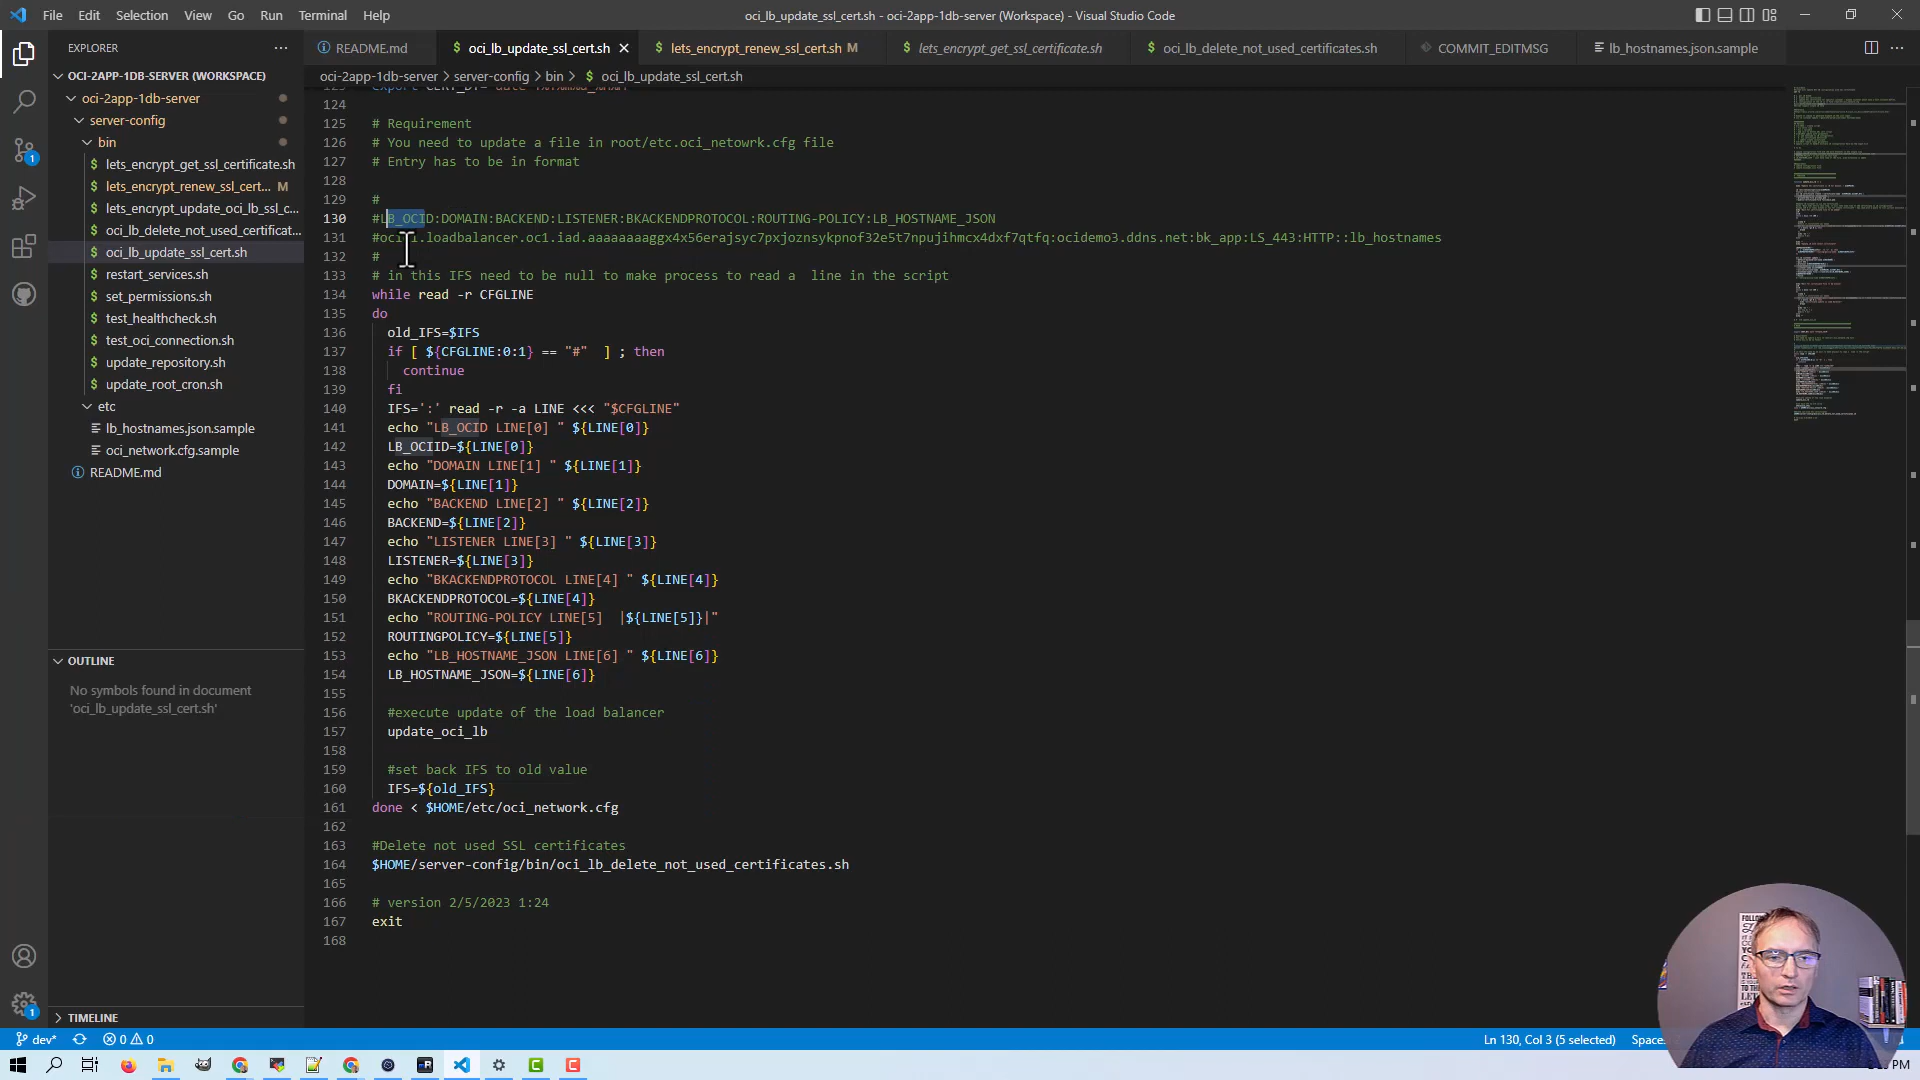 File Edit Selection View Go Run Terminal Help
oci_lb_update_ssl_cert.sh - oci-2app-1db-server (Workspace) - Visual Studio Code
EXPLORER
README.md
oci_lb_update_ssl_cert.sh
lets_encrypt_renew_ssl_cert.sh M
lets_encrypt_get_ssl_certificate.sh
oci_lb_delete_not_used_certificates.sh
COMMIT_EDITMSG
lb_hostnames.json.sample
OCI-2APP-1DB-SERVER (WORKSPACE)
oci-2app-1db-server
server-config
bin
lets_encrypt_get_ssl_certificate.sh
lets_encrypt_renew_ssl_cert... M
lets_encrypt_update_oci_lb_ssl_c...
oci_lb_delete_not_used_certificat...
oci_lb_update_ssl_cert.sh
restart_services.sh
set_permissions.sh
test_healthcheck.sh
test_oci_connection.sh
update_repository.sh
update_root_cron.sh
etc
lb_hostnames.json.sample
oci_network.cfg.sample
README.md
OUTLINE
No symbols found in document
'oci_lb_update_ssl_cert.sh'
TIMELINE
oci-2app-1db-server > server-config > bin > oci_lb_update_ssl_cert.sh
124
125 # Requirement
126 # You need to update a file in root/etc.oci_netowrk.cfg file
127 # Entry has to be in format
128
129 #
130 #LB_OCID:DOMAIN:BACKEND:LISTENER:BKACKENDPROTOCOL:ROUTING-POLICY:LB_HOSTNAME_JSON
131 .loadbalancer.oc1.iad.aaaaaaaaggx4x56erajsyc7pxjoznsykpnof32e5t7npujihmcx4dxf7qtfq:ocidemo3.ddns.net:bk_app:LS_443:HTTP::lb_hostnames
132 #
133 # in this IFS need to be null to make process to read a  line in the script
134 while read -r CFGLINE
135 do
136 old_IFS=$IFS
137 if [ ${CFGLINE:0:1} == "#"  ] ; then
138 continue
139 fi
140 IFS=':' read -r -a LINE <<< "$CFGLINE"
141 echo "LB_OCID LINE[0] " ${LINE[0]}
142 LB_OCIID=${LINE[0]}
143 echo "DOMAIN LINE[1] " ${LINE[1]}
144 DOMAIN=${LINE[1]}
145 echo "BACKEND LINE[2] " ${LINE[2]}
146 BACKEND=${LINE[2]}
147 echo "LISTENER LINE[3] " ${LINE[3]}
148 LISTENER=${LINE[3]}
149 echo "BKACKENDPROTOCOL LINE[4] " ${LINE[4]}
150 BKACKENDPROTOCOL=${LINE[4]}
151 echo "ROUTING-POLICY LINE[5]  |${LINE[5]}|"
152 ROUTINGPOLICY=${LINE[5]}
153 echo "LB_HOSTNAME_JSON LINE[6] " ${LINE[6]}
154 LB_HOSTNAME_JSON=${LINE[6]}
155
156 #execute update of the load balancer
157 update_oci_lb
158
159 #set back IFS to old value
160 IFS=${old_IFS}
161 done < $HOME/etc/oci_network.cfg
162
163 #Delete not used SSL certificates
164 $HOME/server-config/bin/oci_lb_delete_not_used_certificates.sh
165
166 # version 2/5/2023 1:24
167 exit
168
dev* 0 0 Ln 130, Col 3 (5 selected)
PM